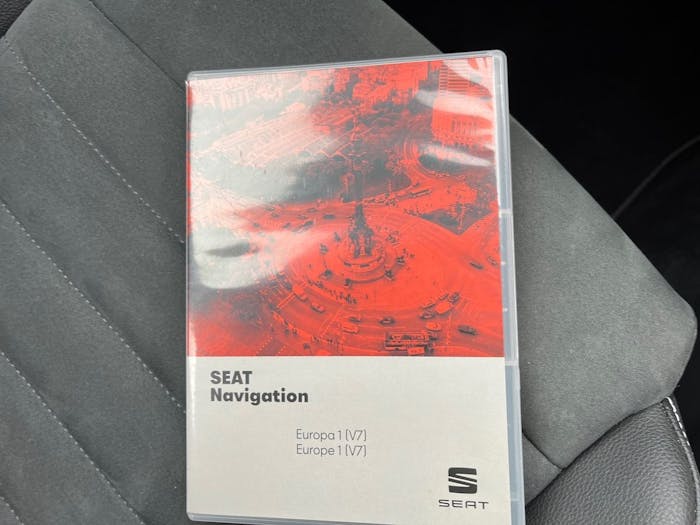 SEAT
Navigation
Europa 1 (V7)
Europe 1 (V7)
SEAT